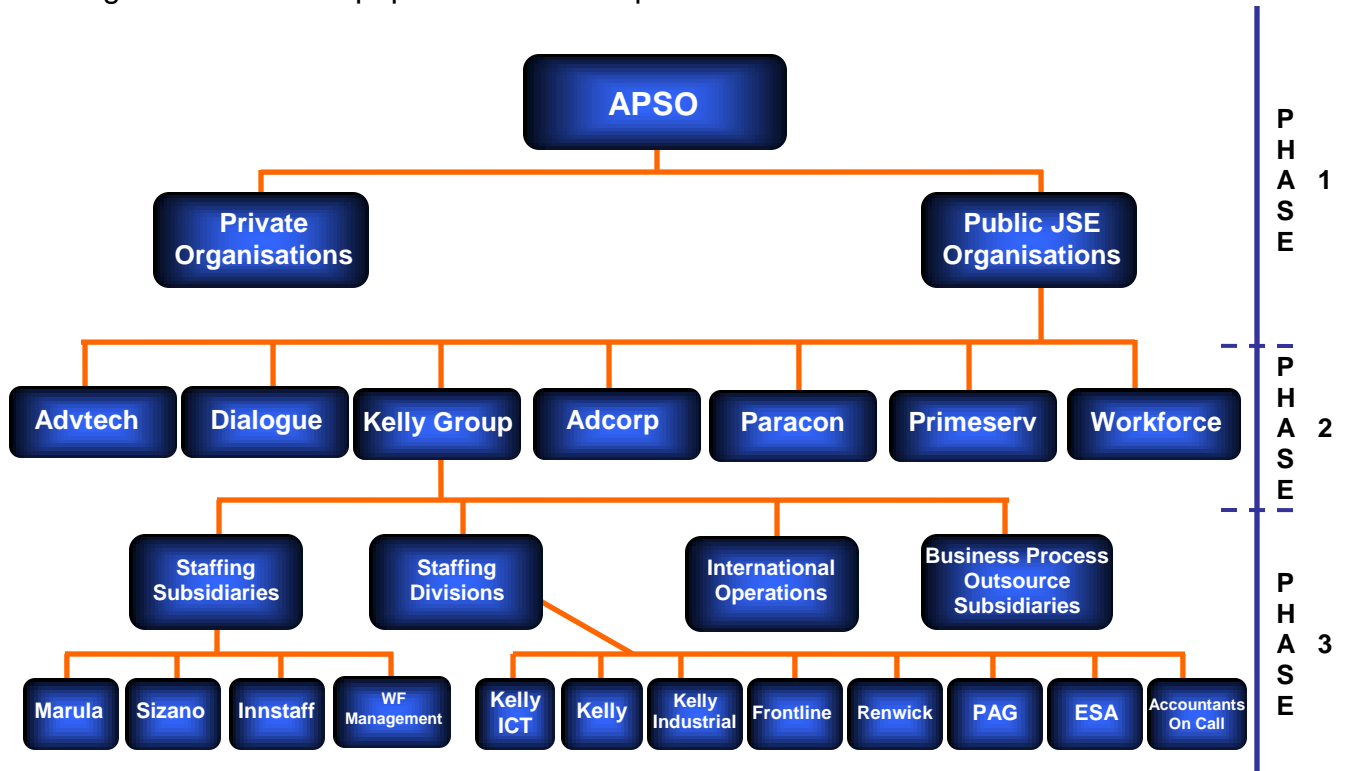 APSO
Private
Organisations
Public JSE
Organisations
P
H
A
S
E
1
Advtech
Dialogue
Kelly Group
Adcorp
Paracon
Primeserv
Workforce
P
H
A
S
E
2
Staffing
Subsidiaries
Staffing
Divisions
International
Operations
Business Process
Outsource
Subsidiaries
Marula
Sizano
Innstaff
WF
Management
Kelly
ICT
Kelly
Kelly
Industrial
Frontline
Renwick
PAG
ESA
Accountants
On Call
P
H
A
S
E
3